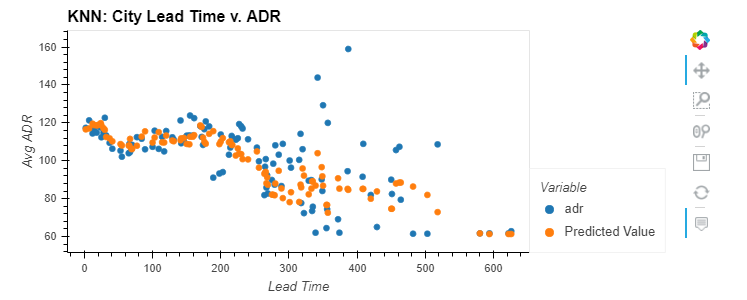 KNN: City Lead Time v. ADR
160
140
120
100
80
60
Avg ADR
0 100 200 300 400 500 600
Lead Time
Variable
adr
Predicted Value